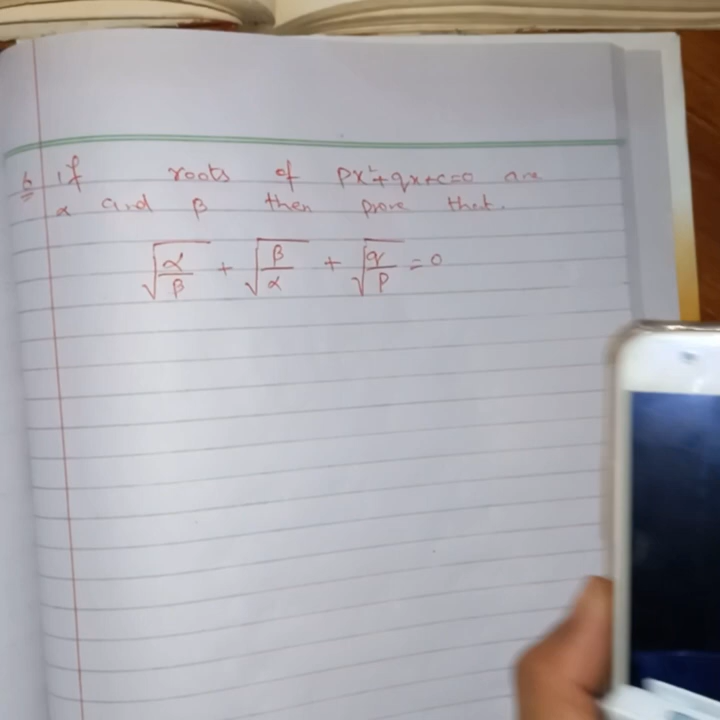 6 If roots of px²+qx+c=0 are
α and β then prove that.
√(α/β) + √(β/α) + √(q/p) = 0